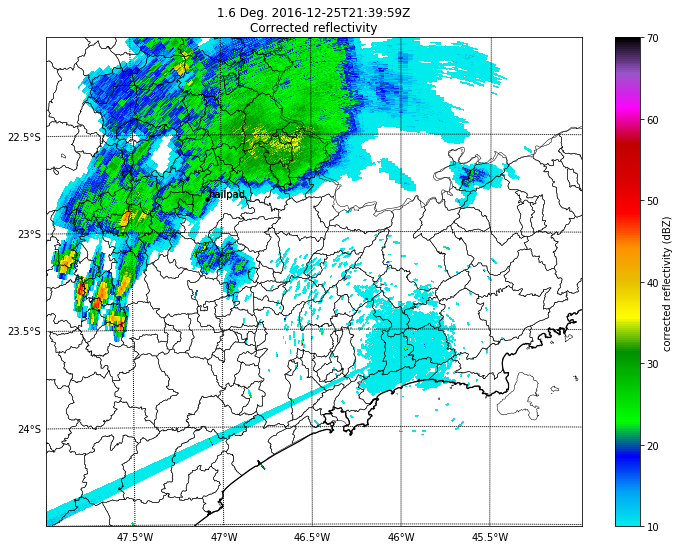 1.6 Deg. 2016-12-25T21:39:59Z
Corrected reflectivity
22.5°S
23°S
23.5°S
24°S
47.5°W
47°W
46.5°W
46°W
45.5°W
hailpad
70
60
50
40
30
20
10
corrected reflectivity (dBZ)